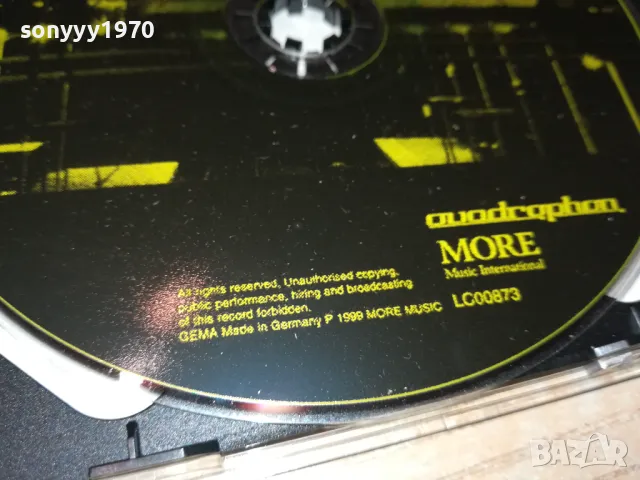 sonyyy1970
quadrophon
MORE
Music International
LC00873
All rights reserved. Unauthorised copying,
public performance, hiring and broadcasting
of this record forbidden.
GEMA Made in Germany P 1999 MORE MUSIC
BAZAR
bg